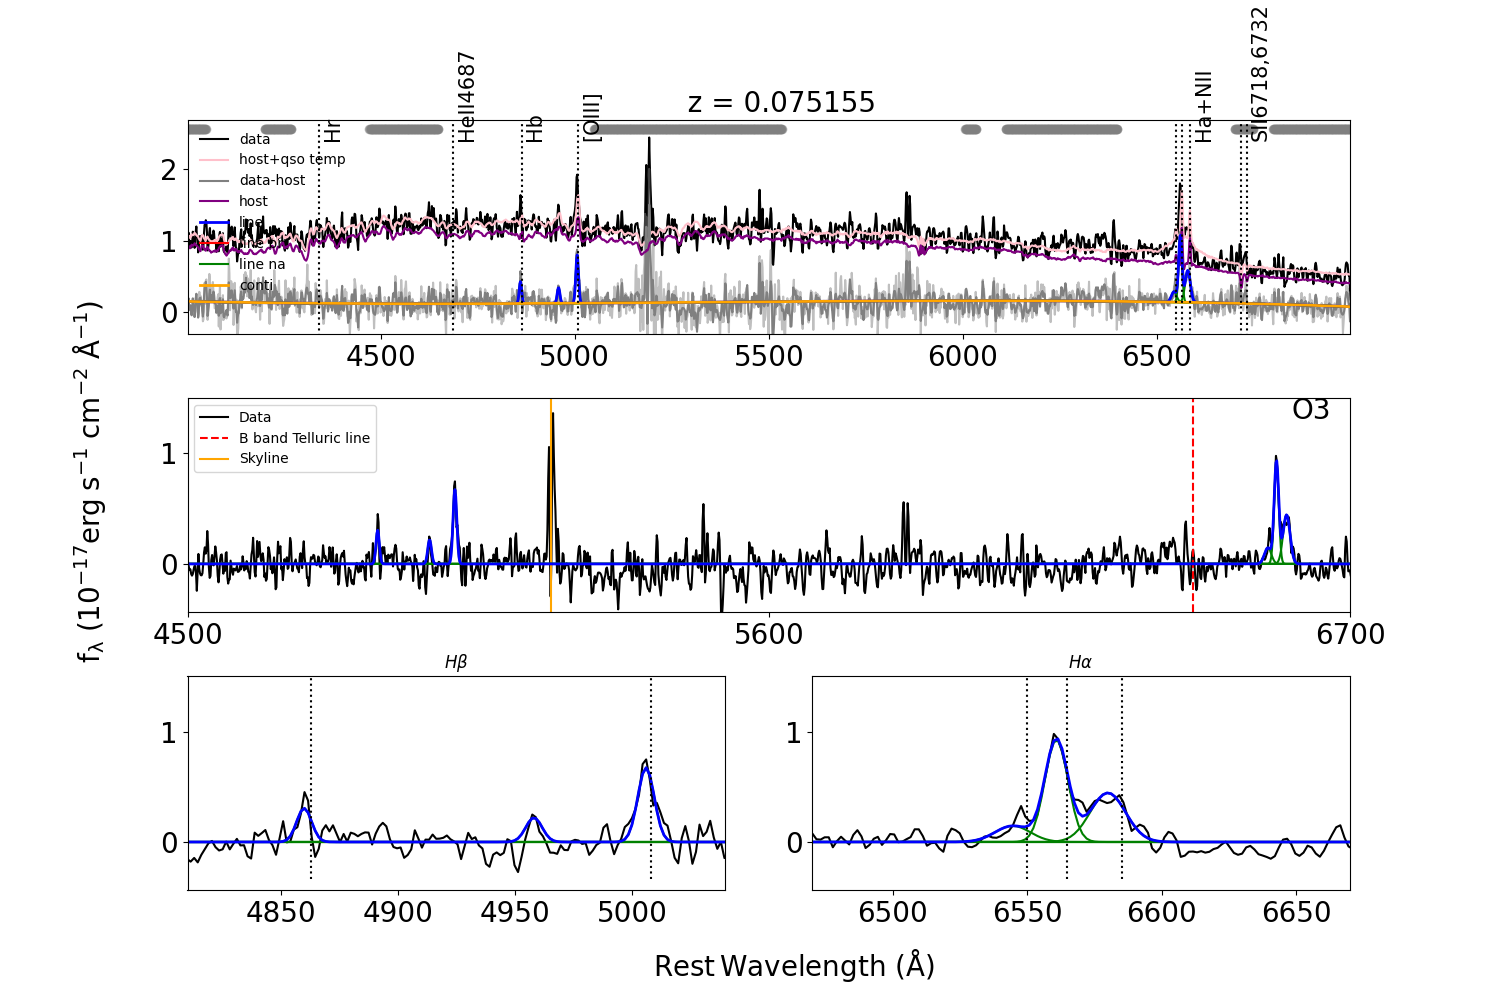 z = 0.075155
Hr
HeII4687
Hb
[OIII]
Ha+NII
SII6718,6732
data
host+qso temp
data-host
host
line
line na
conti
2
1
0
4500 5000 5500 6000 6500
fλ (10⁻¹⁷erg s⁻¹ cm⁻² Å⁻¹)
O3
Data
B band Telluric line
Skyline
1
0
4500 5600 6700
Hβ
1
0
4850 4900 4950 5000
Hα
1
0
6500 6550 6600 6650
Rest Wavelength (Å)